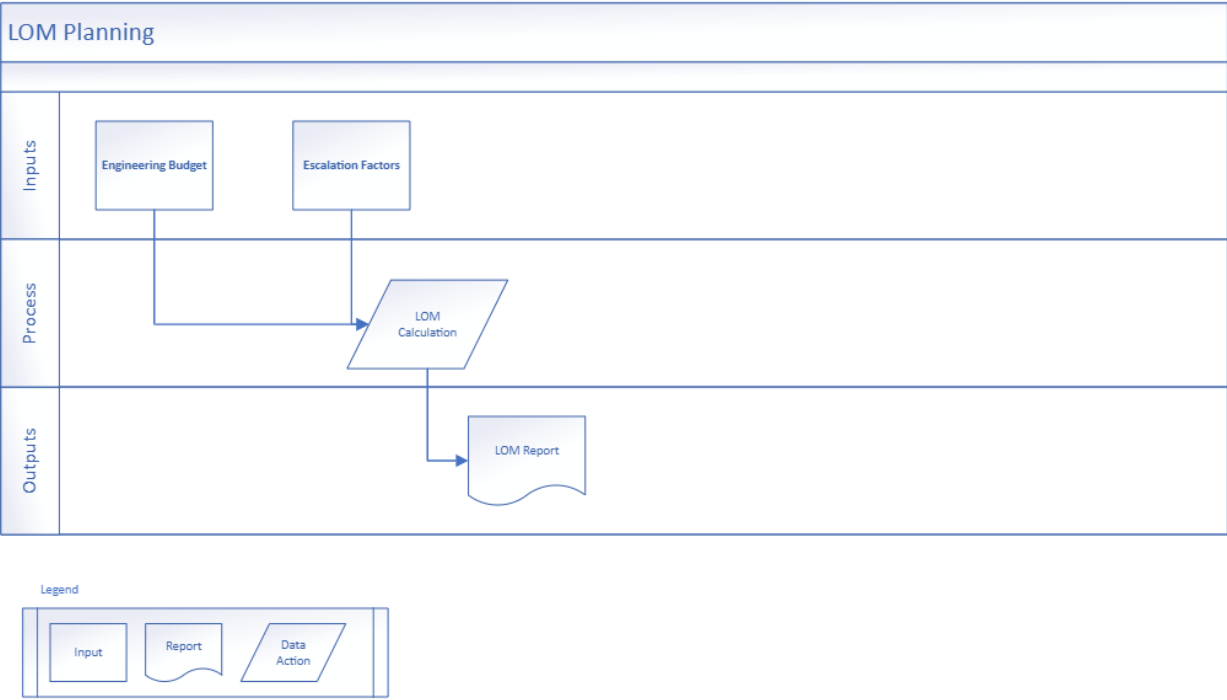 LOM Planning
Inputs
Engineering Budget
Escalation Factors
Process
LOM
Calculation
Outputs
LOM Report
Legend
Input
Report
Data
Action